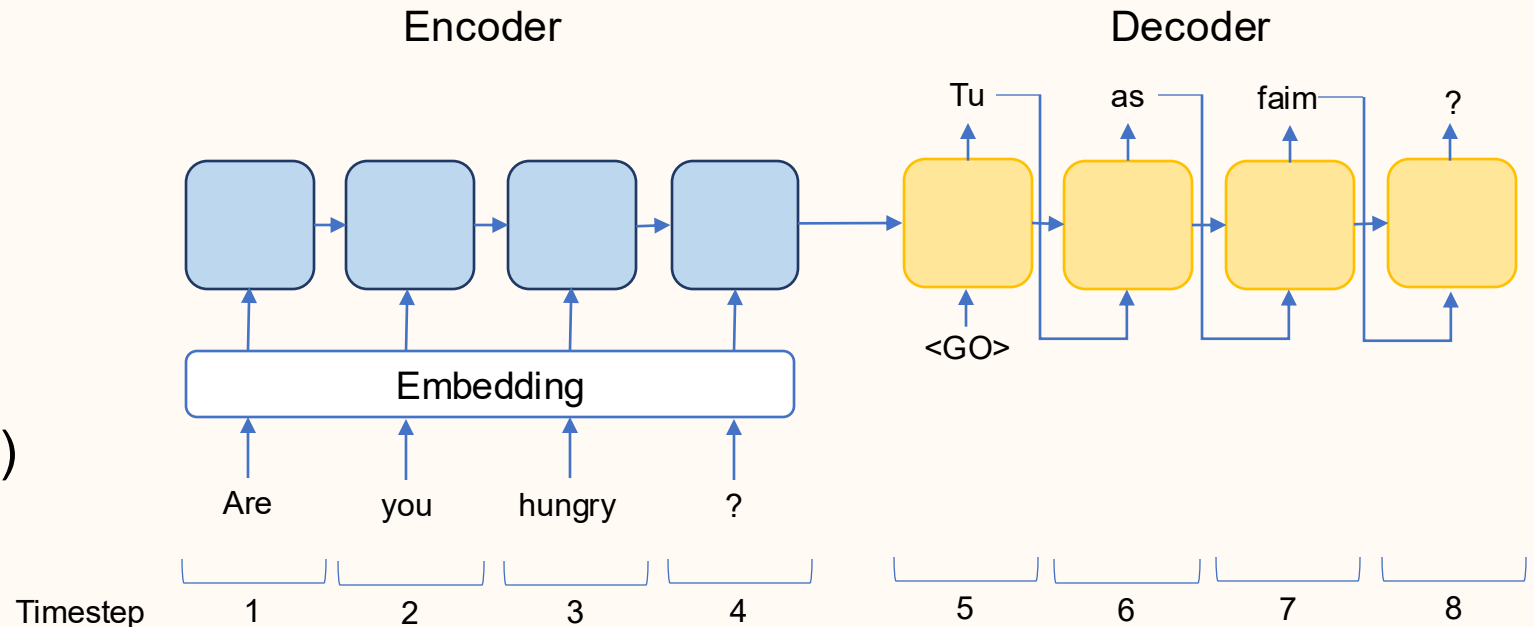 Encoder Decoder
Tu as faim ?
<GO>
Embedding
)
Are you hungry ?
Timestep 1 2 3 4 5 6 7 8